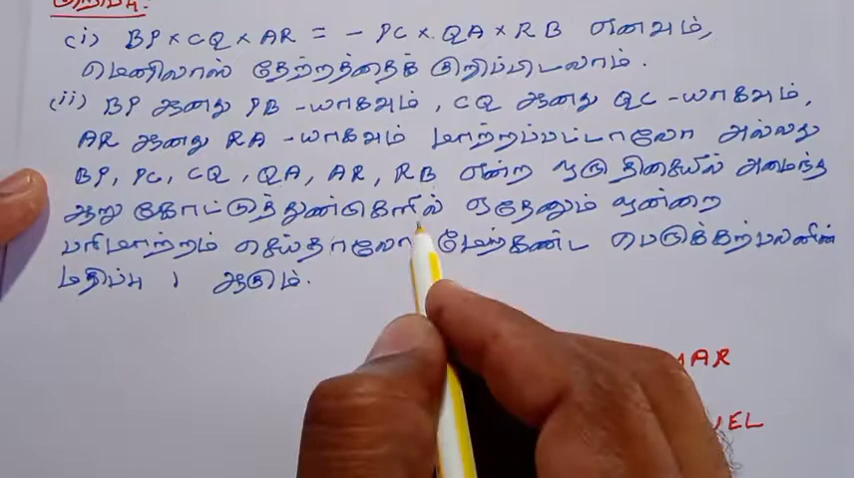 குறிப்பு:
(i) BP × CQ × AR = - PC × QA × RB எனவும்,
மெனிலாஸ் தேற்றத்தைக் குறிப்பிடலாம்.
(ii) BP ஆனது PB -யாகவும், CQ ஆனது QC -யாகவும்,
AR ஆனது RA -யாகவும் மாற்றப்பட்டாலோ அல்லது
BP, PC, CQ, QA, AR, RB என்ற ஒரு திசையில் அமைந்த
ஆறு கோட்டுத்துண்களில் ஏதேனும் ஒன்றை
பரிமாற்றம் செய்தாலோ மேற்கண்ட பெருக்கற்பலனின்
மதிப்பு 1 ஆகும்.